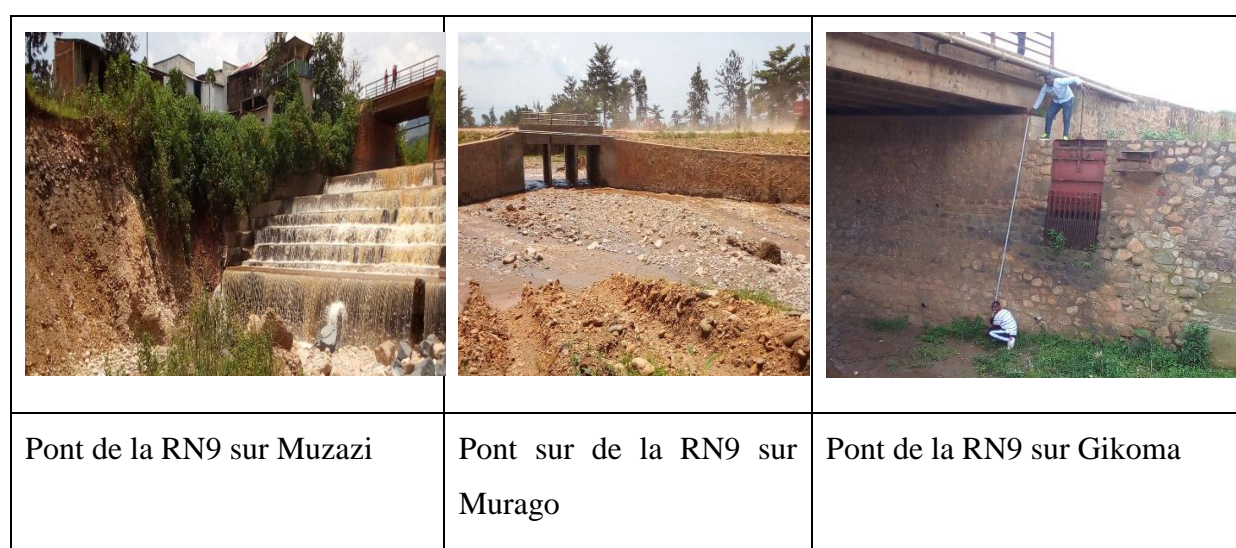 Pont de la RN9 sur Muzazi
Pont sur de la RN9 sur
Murago
Pont de la RN9 sur Gikoma